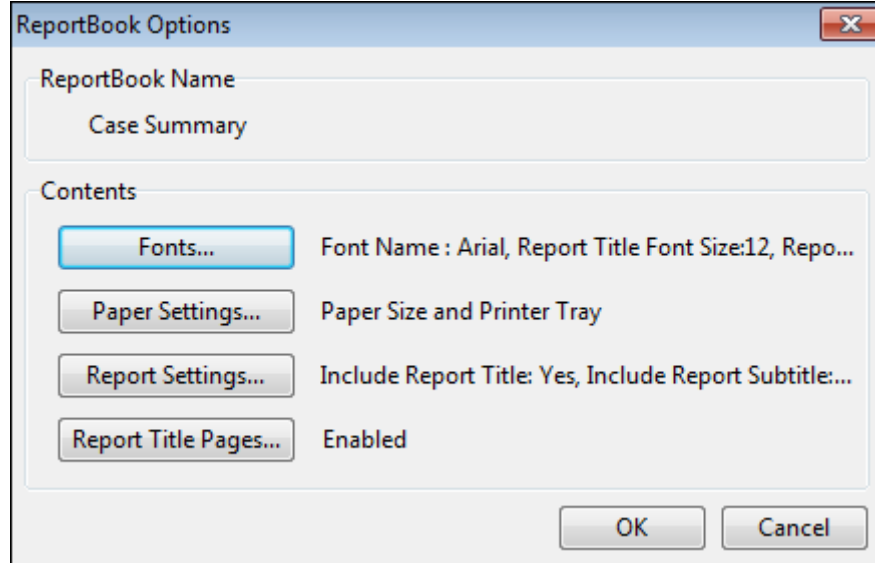 ReportBook Options
ReportBook Name
Case Summary
Contents
Fonts... Font Name : Arial, Report Title Font Size:12, Repo...
Paper Settings... Paper Size and Printer Tray
Report Settings... Include Report Title: Yes, Include Report Subtitle:...
Report Title Pages... Enabled
OK Cancel